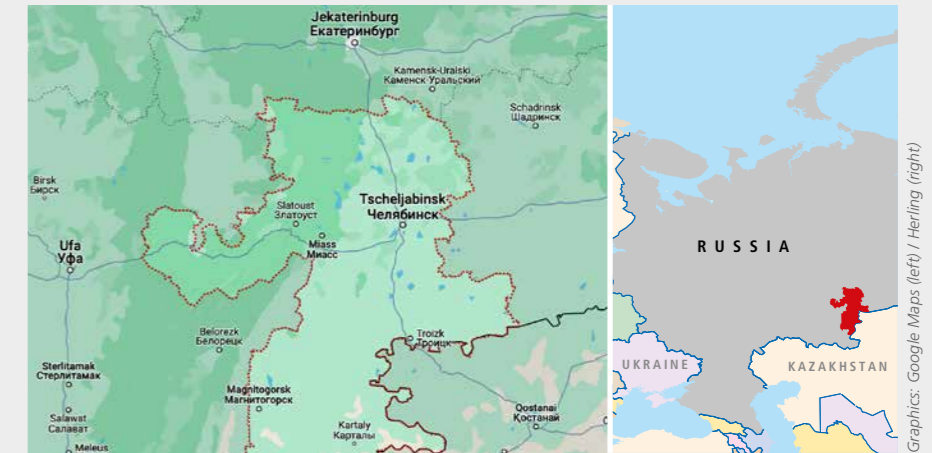 Jekaterinburg
Екатеринбург
Kamensk-Uralski
Каменск-Уральский
Schadrinsk
Шадринск
Birsk
Бирск
Slatoust
Златоуст
Tscheljabinsk
Челябинск
Ufa
Уфа
Miass
Миасс
Belorezk
Белорецк
Troizk
Троицк
Sterlitamak
Стерлитамак
Magnitogorsk
Магнитогорск
Salawat
Салават
Kartaly
Карталы
Qostanai
Костанай
Meleus
RUSSIA
UKRAINE
KAZAKHSTAN
Graphics: Google Maps (left) / Herling (right)